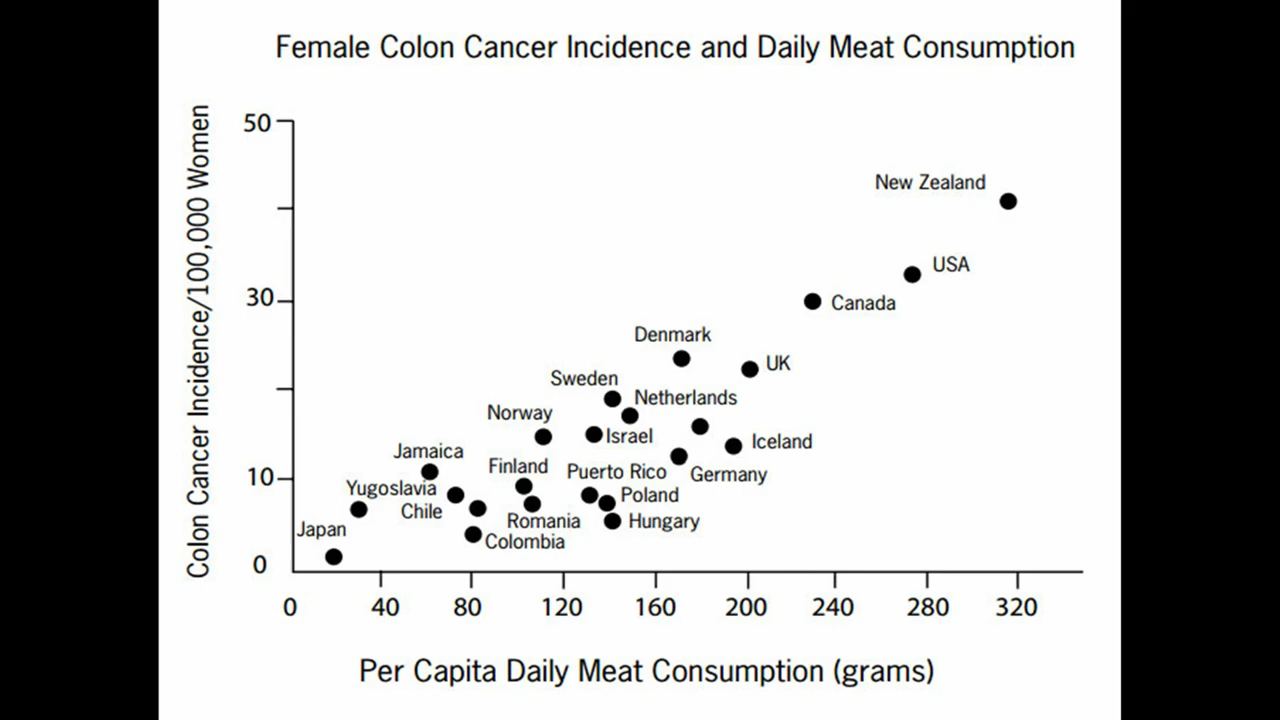 Female Colon Cancer Incidence and Daily Meat Consumption
Colon Cancer Incidence/100,000 Women
50
30
10
0
New Zealand
USA
Canada
Denmark
UK
Sweden
Netherlands
Norway
Israel
Iceland
Jamaica
Finland
Puerto Rico
Germany
Yugoslavia
Poland
Chile
Romania
Hungary
Japan
Colombia
0 40 80 120 160 200 240 280 320
Per Capita Daily Meat Consumption (grams)